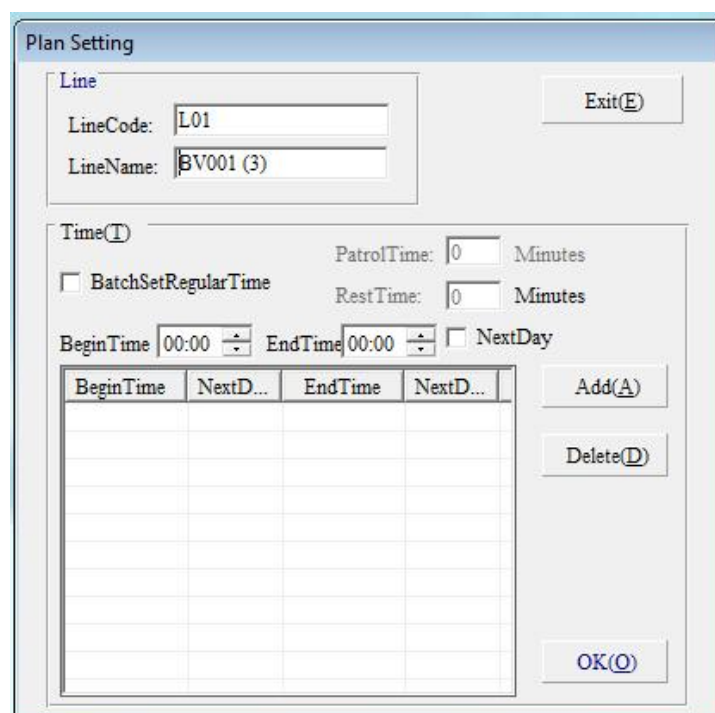 Plan Setting
Line
Exit(E)
LineCode: L01
LineName: BV001 (3)
Time(T)
PatrolTime: 0 Minutes
BatchSetRegularTime
RestTime: 0 Minutes
BeginTime 00:00 EndTime 00:00 NextDay
BeginTime NextD... EndTime NextD...
Add(A)
Delete(D)
OK(O)